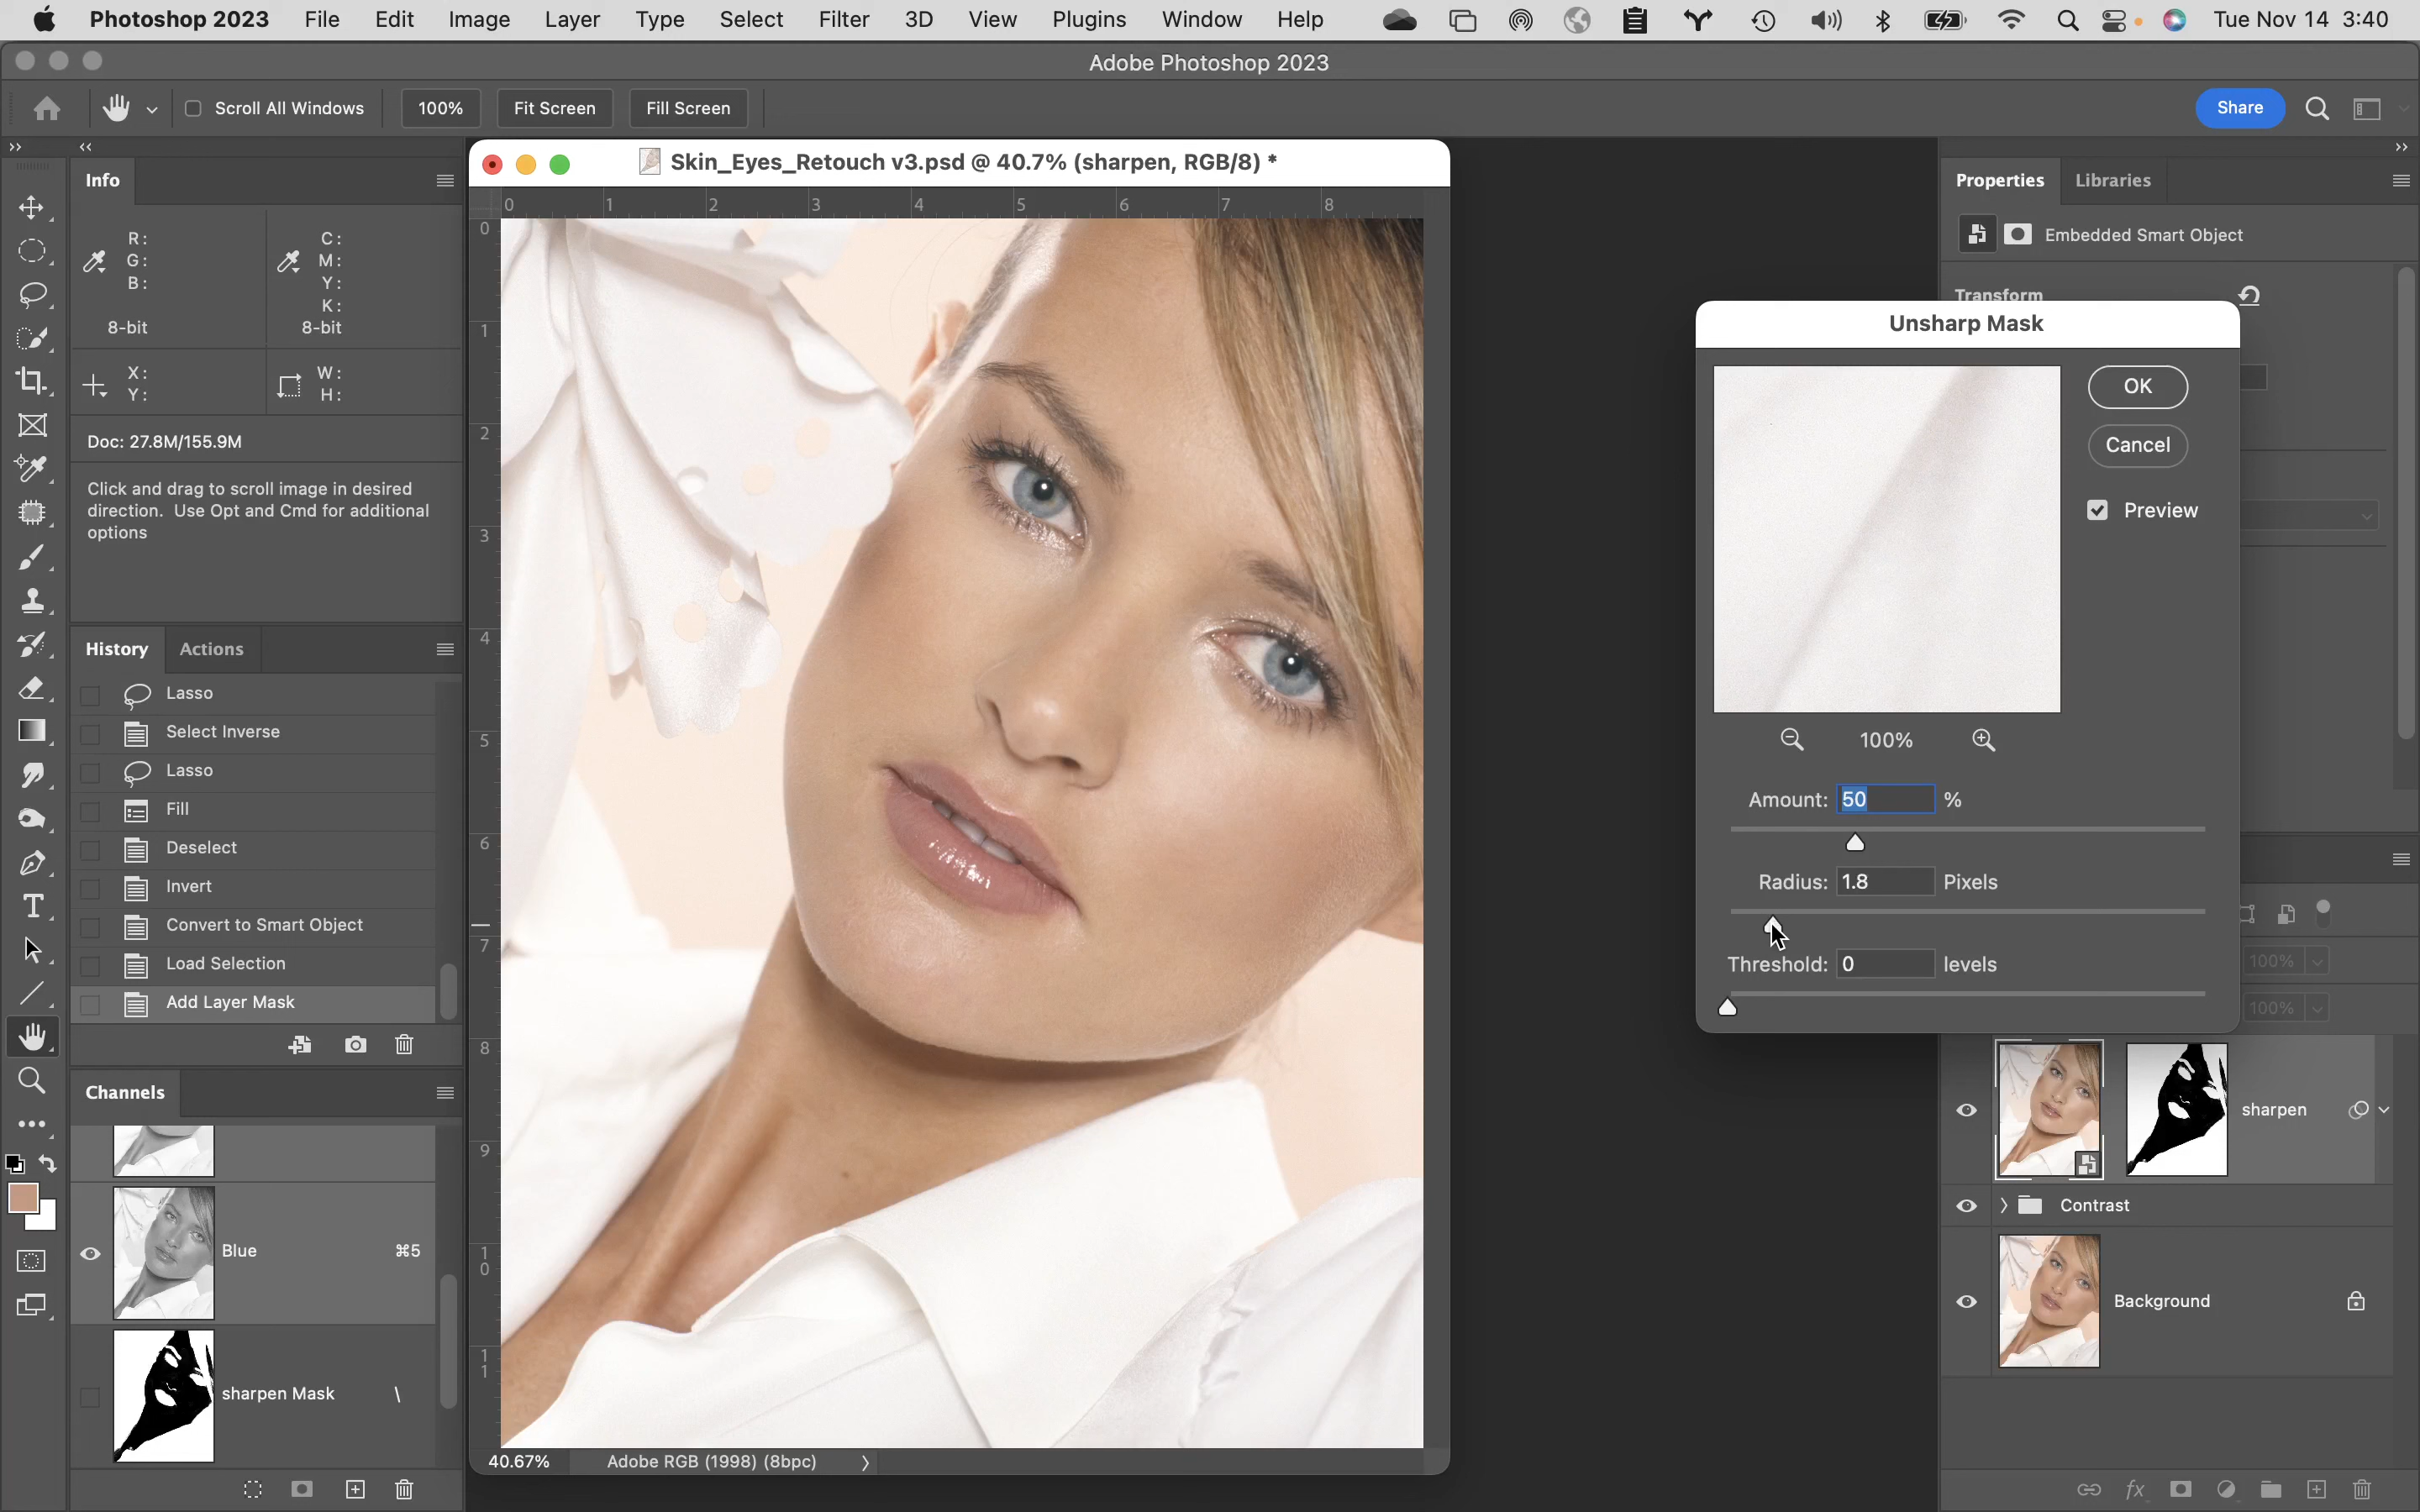 Photoshop 2023 File Edit Image Layer Type Select Filter 3D View Plugins Window Help Tue Nov 14 3:40
Adobe Photoshop 2023
Scroll All Windows 100% Fit Screen Fill Screen Share
Info
R: C:
G: M:
B: Y:
K:
8-bit 8-bit
X: W:
Y: H:
Doc: 27.8M/155.9M
Click and drag to scroll image in desired
direction. Use Opt and Cmd for additional
options
History Actions
Lasso
Select Inverse
Lasso
Fill
Deselect
Invert
Convert to Smart Object
Load Selection
Add Layer Mask
Channels
Blue ⌘5
sharpen Mask \
Skin_Eyes_Retouch v3.psd @ 40.7% (sharpen, RGB/8) *
0 1 2 3 4 5 6 7 8
0
1
2
3
4
5
6
7
8
9
10
11
40.67% Adobe RGB (1998) (8bpc)
Properties Libraries
Embedded Smart Object
Transform
Unsharp Mask
OK
Cancel
Preview
100%
Amount: 50 %
Radius: 1.8 Pixels
Threshold: 0 levels
100%
100%
sharpen
Contrast
Background
fx